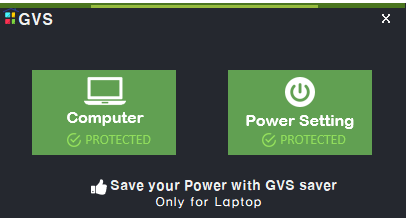 GVS
Computer
PROTECTED
Power Setting
PROTECTED
Save your Power with GVS saver
Only for Laptop